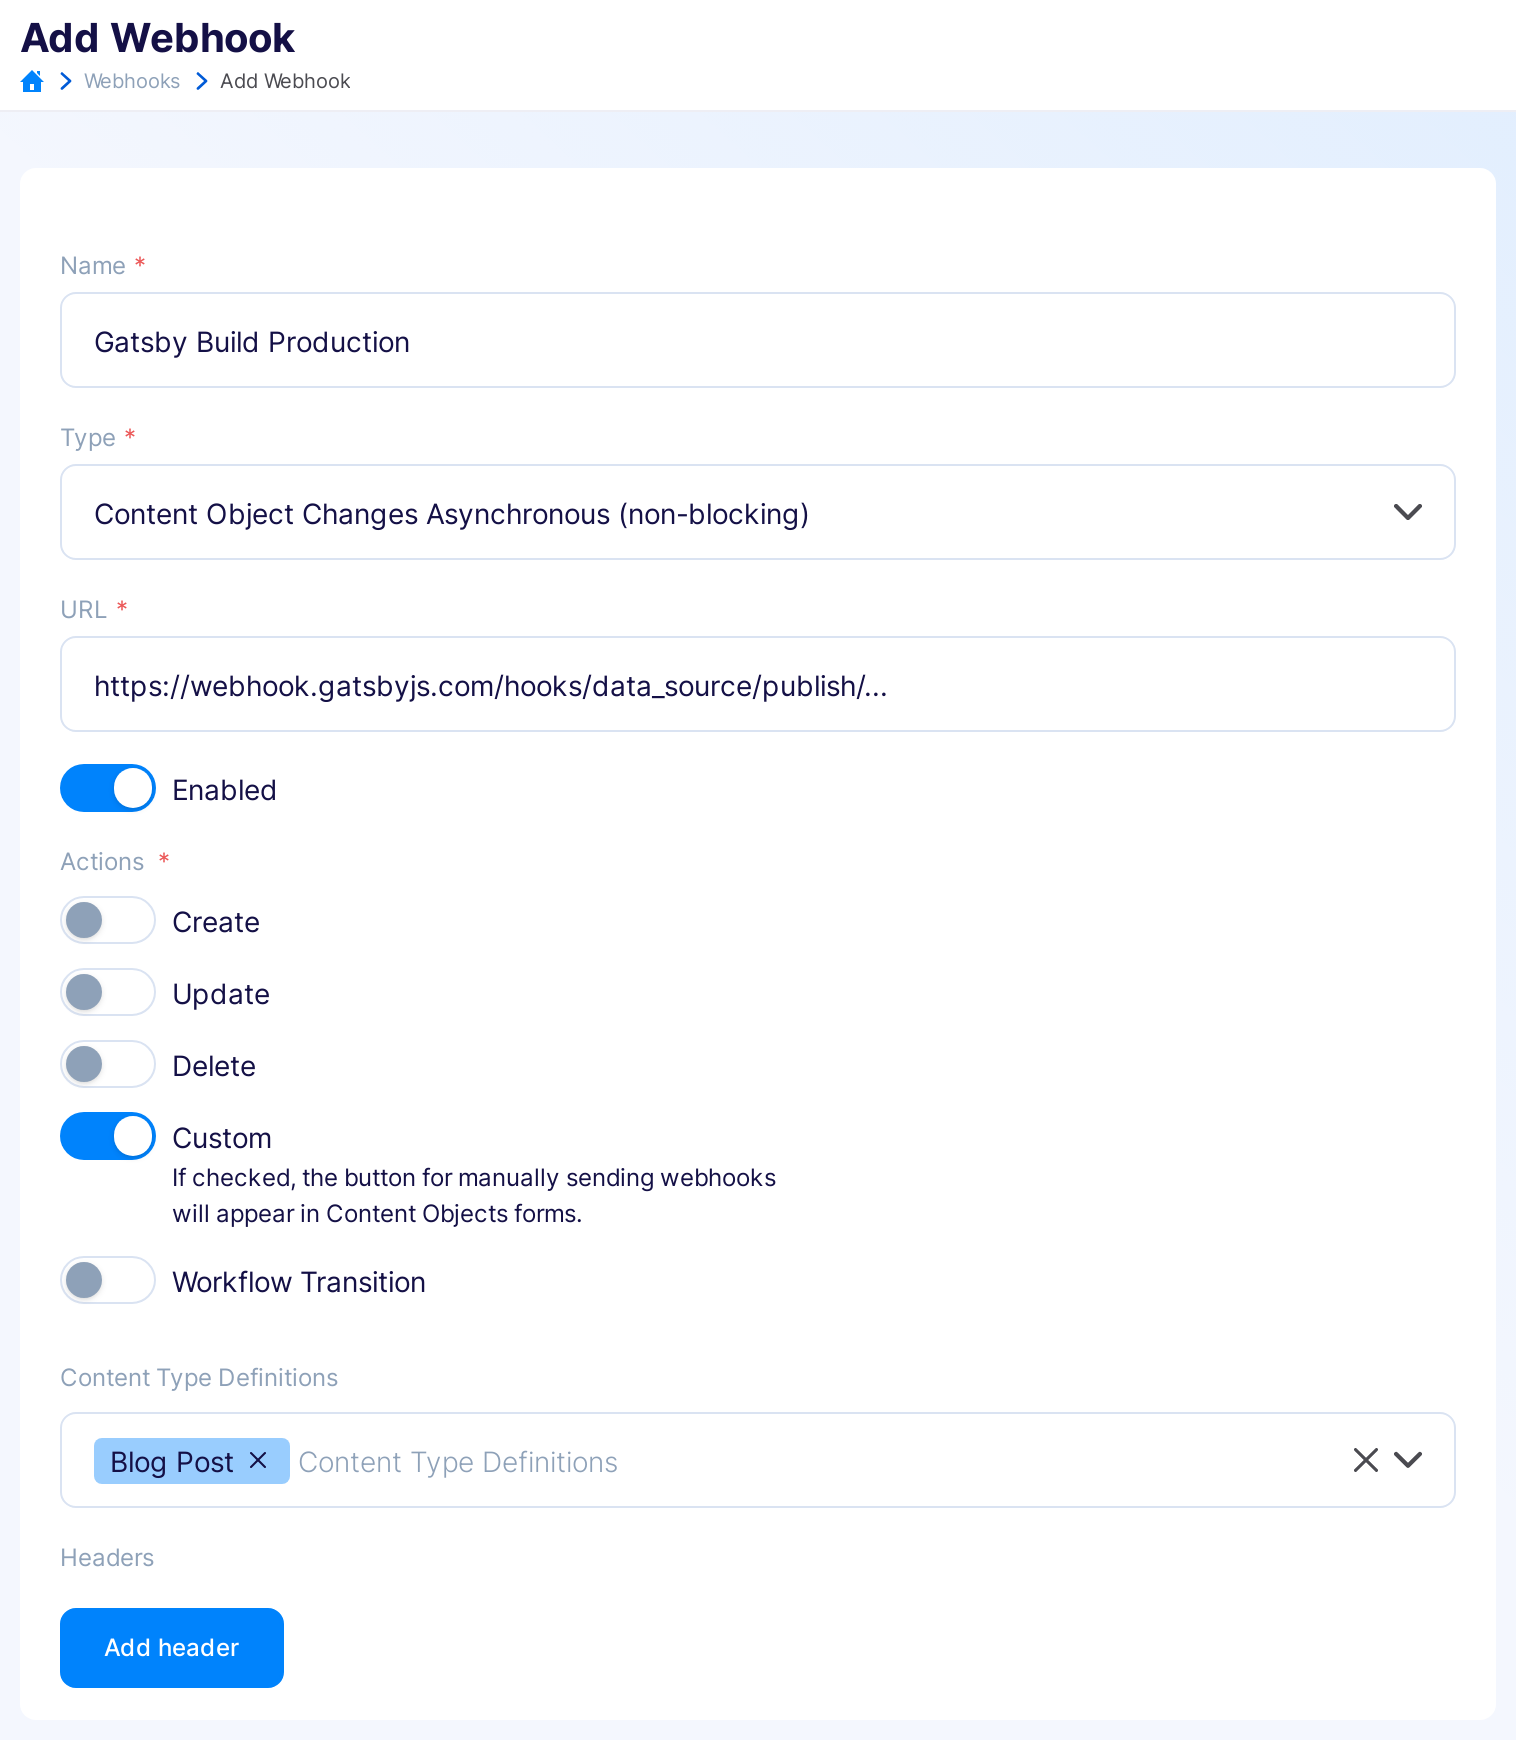 Add Webhook
Webhooks Add Webhook
Name *
Gatsby Build Production
Type *
Content Object Changes Asynchronous (non-blocking)
URL *
https://webhook.gatsbyjs.com/hooks/data_source/publish/...
Enabled
Actions *
Create
Update
Delete
Custom
If checked, the button for manually sending webhooks
will appear in Content Objects forms.
Workflow Transition
Content Type Definitions
Blog Post Content Type Definitions
Headers
Add header